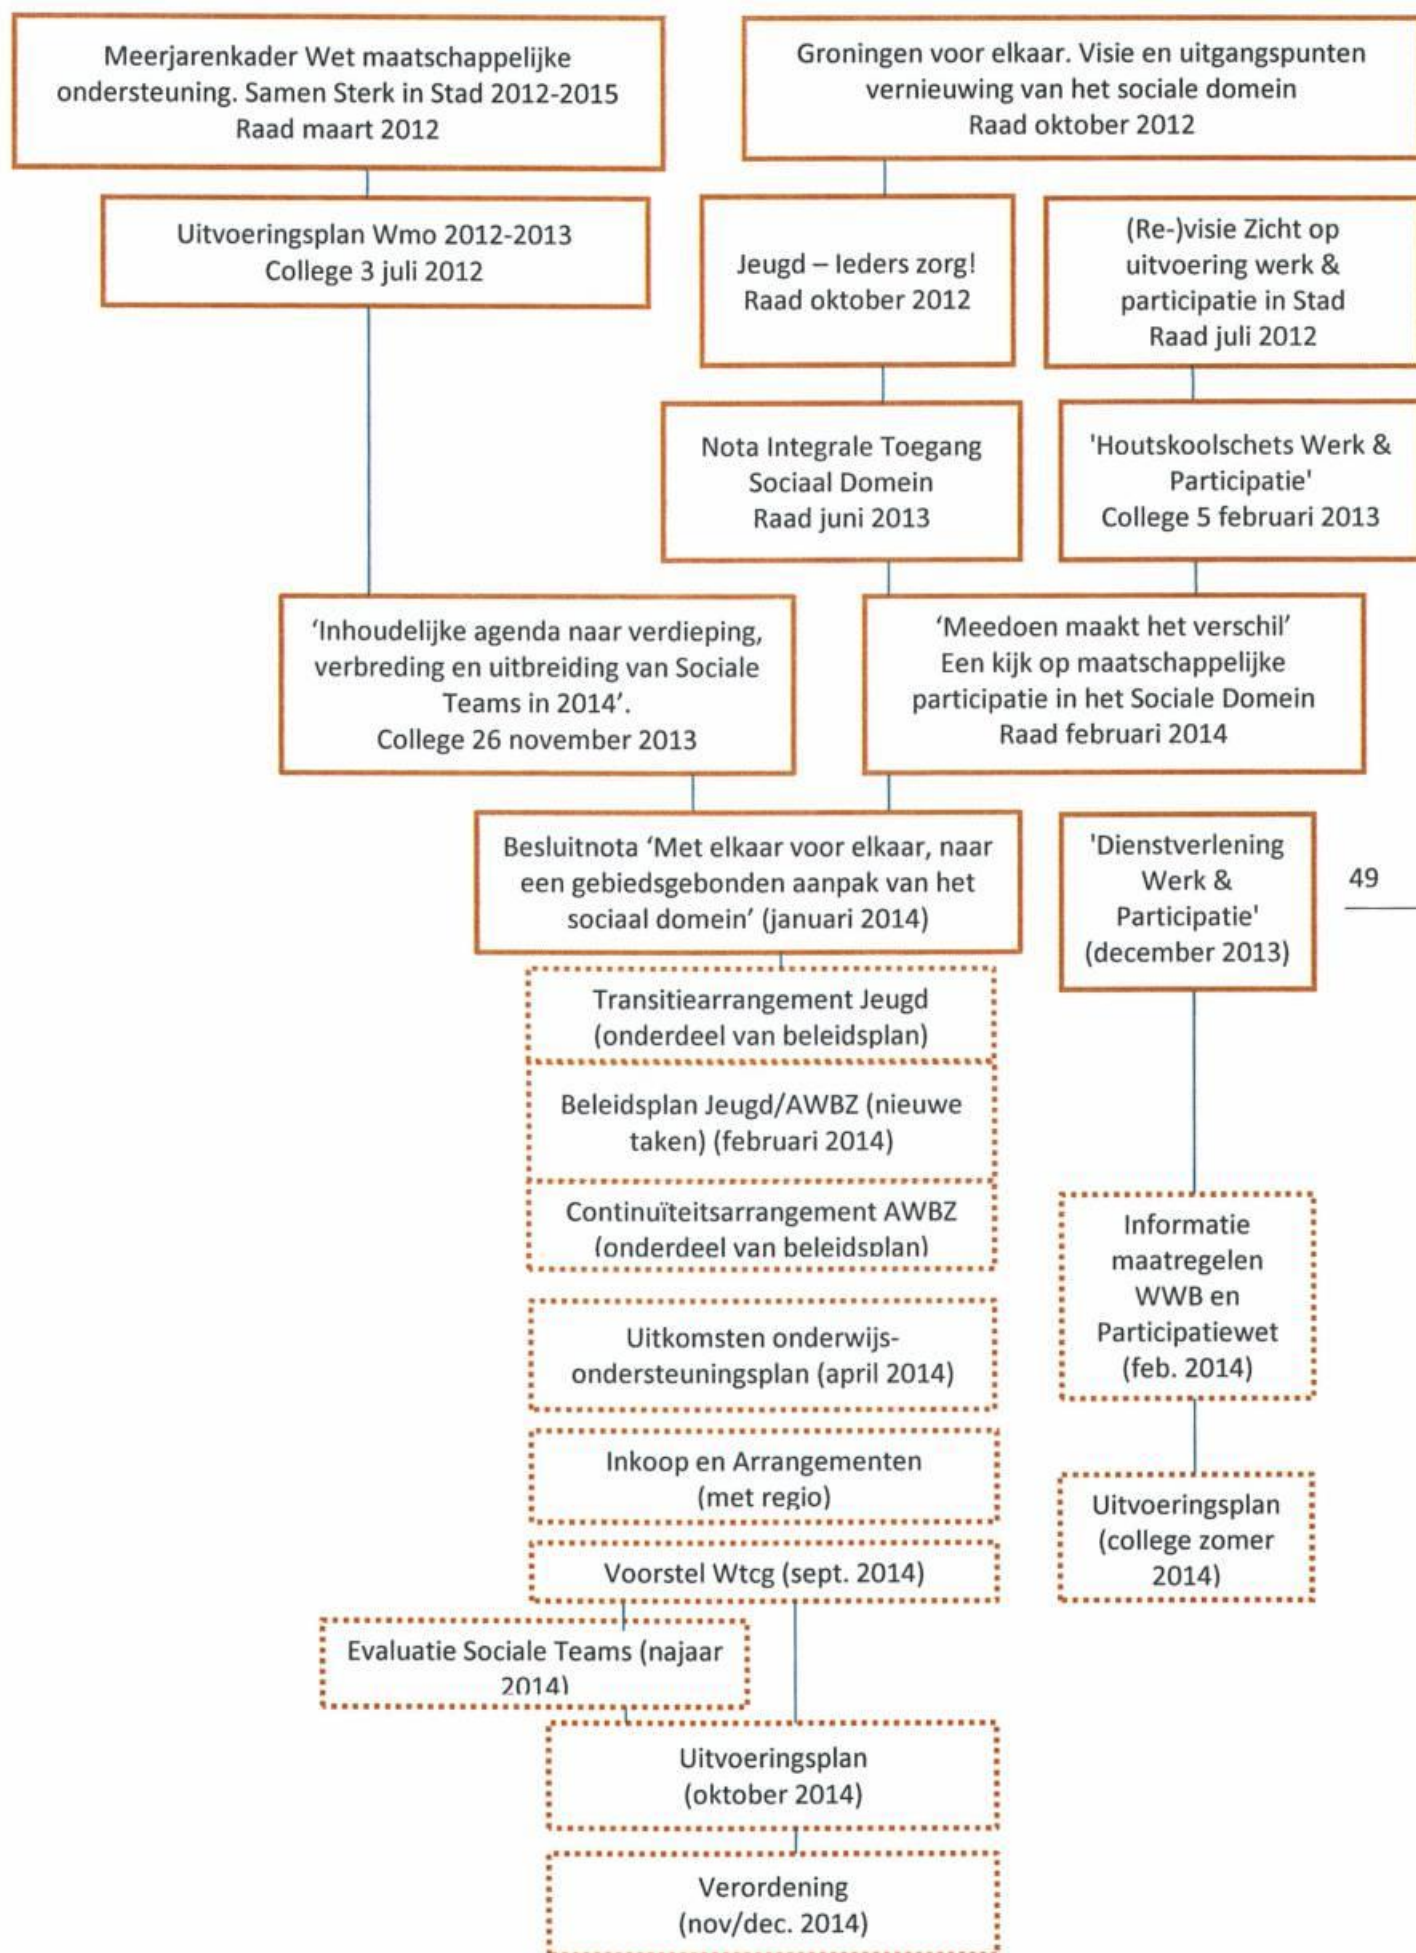 Meerjarenkader Wet maatschappelijke
ondersteuning. Samen Sterk in Stad 2012-2015
Raad maart 2012
Groningen voor elkaar. Visie en uitgangspunten
vernieuwing van het sociale domein
Raad oktober 2012
Uitvoeringsplan Wmo 2012-2013
College 3 juli 2012
Jeugd – Ieders zorg!
Raad oktober 2012
(Re-)visie Zicht op
uitvoering werk &
participatie in Stad
Raad juli 2012
Nota Integrale Toegang
Sociaal Domein
Raad juni 2013
'Houtskoolschets Werk &
Participatie'
College 5 februari 2013
‘Inhoudelijke agenda naar verdieping,
verbreding en uitbreiding van Sociale
Teams in 2014’.
College 26 november 2013
‘Meedoen maakt het verschil’
Een kijk op maatschappelijke
participatie in het Sociale Domein
Raad februari 2014
Besluitnota ‘Met elkaar voor elkaar, naar
een gebiedsgebonden aanpak van het
sociaal domein’ (januari 2014)
'Dienstverlening
Werk &
Participatie'
(december 2013)
49
Transitiearrangement Jeugd
(onderdeel van beleidsplan)
Beleidsplan Jeugd/AWBZ (nieuwe
taken) (februari 2014)
Continuïteitsarrangement AWBZ
(onderdeel van beleidsplan)
Informatie
maatregelen
WWB en
Participatiewet
(feb. 2014)
Uitkomsten onderwijs-
ondersteuningsplan (april 2014)
Inkoop en Arrangementen
(met regio)
Uitvoeringsplan
(college zomer
2014)
Voorstel Wtcg (sept. 2014)
Evaluatie Sociale Teams (najaar
2014)
Uitvoeringsplan
(oktober 2014)
Verordening
(nov/dec. 2014)